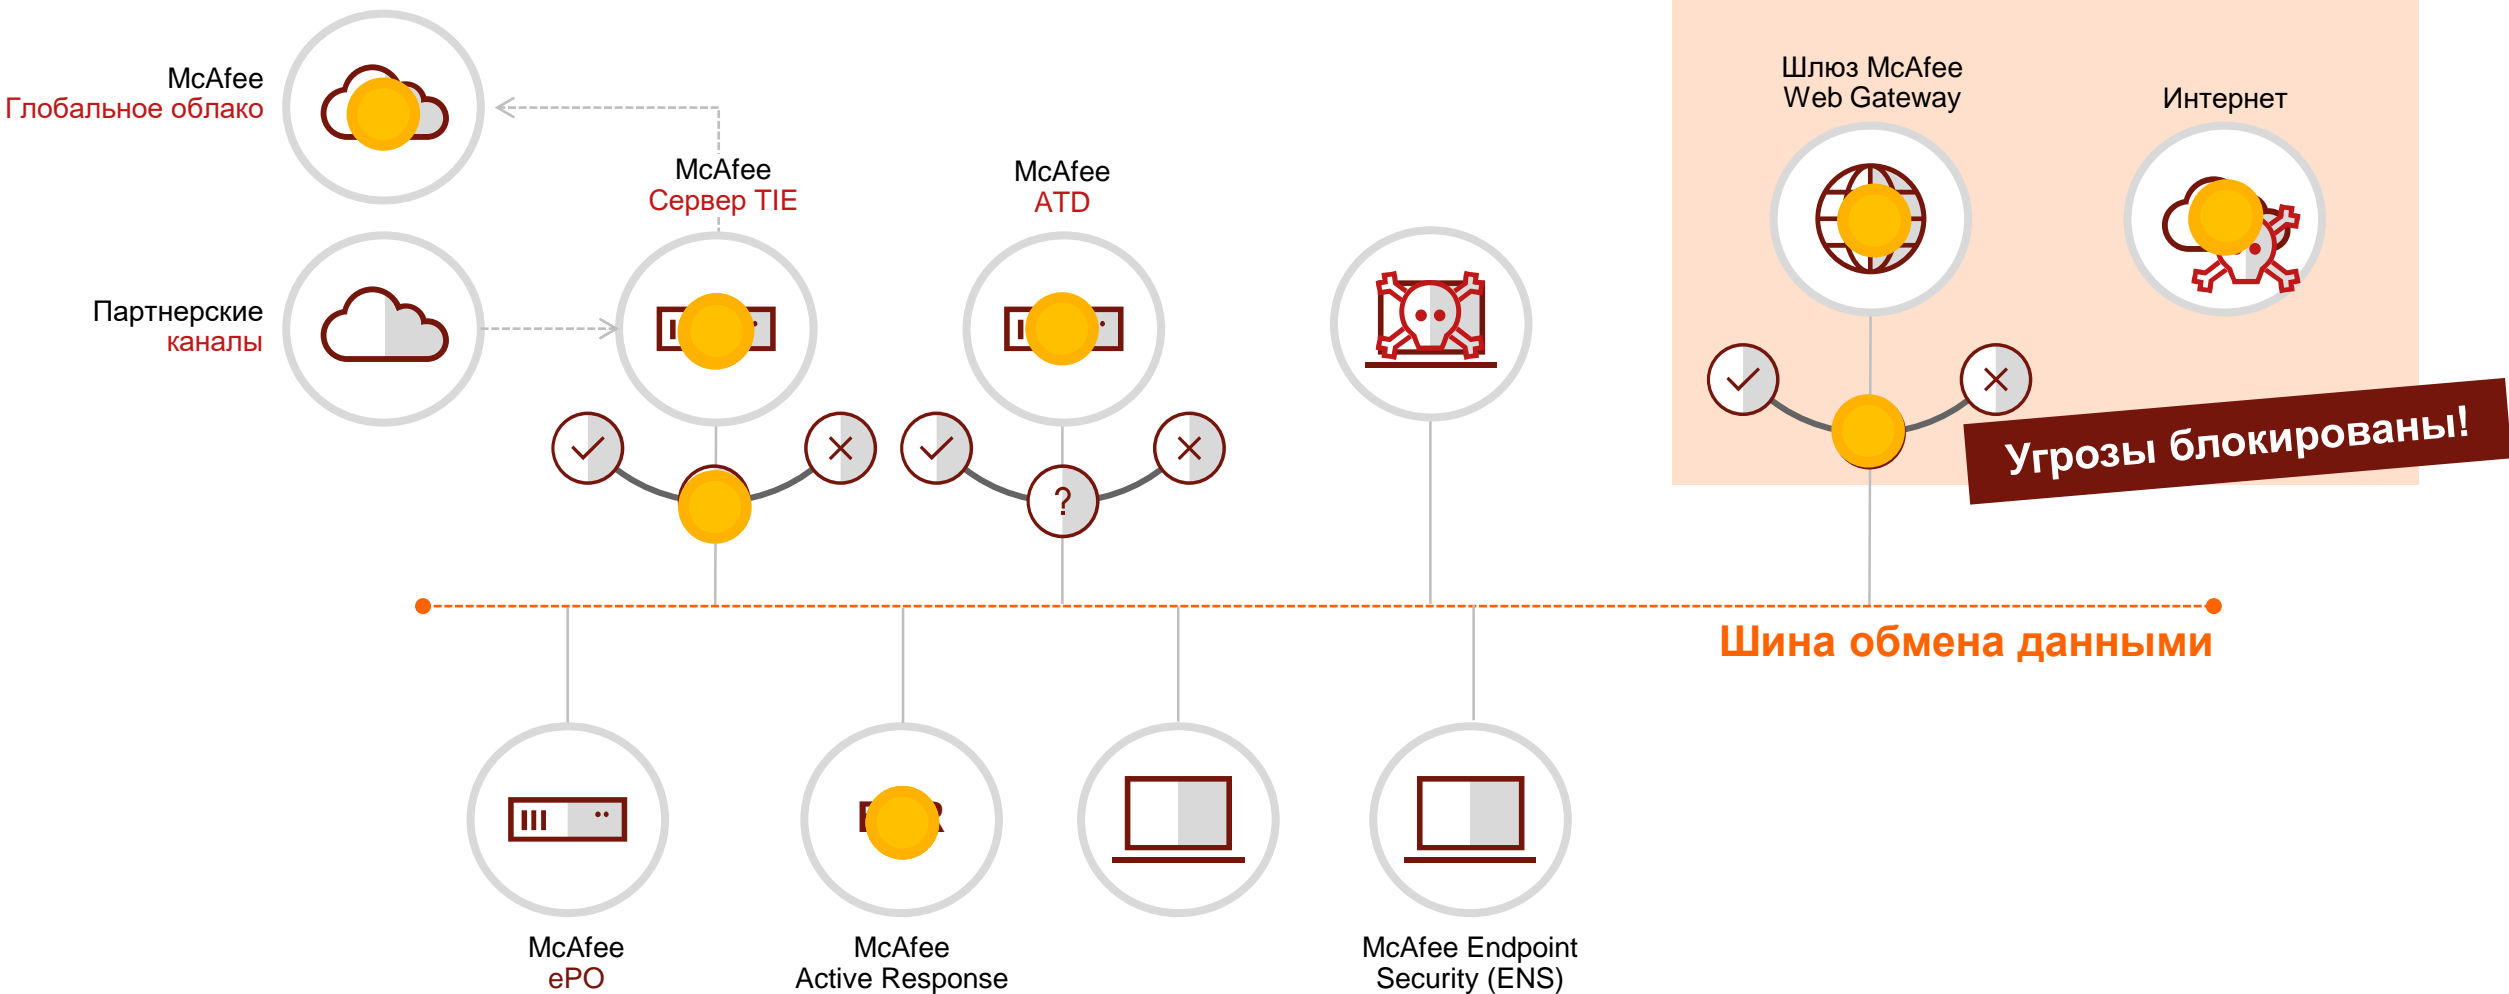 McAfee
Глобальное облако
Партнерские
каналы
McAfee
Сервер TIE
McAfee
ATD
Шлюз McAfee
Web Gateway
Интернет
?
Угрозы блокированы!
Шина обмена данными
McAfee
ePO
McAfee
Active Response
McAfee Endpoint
Security (ENS)